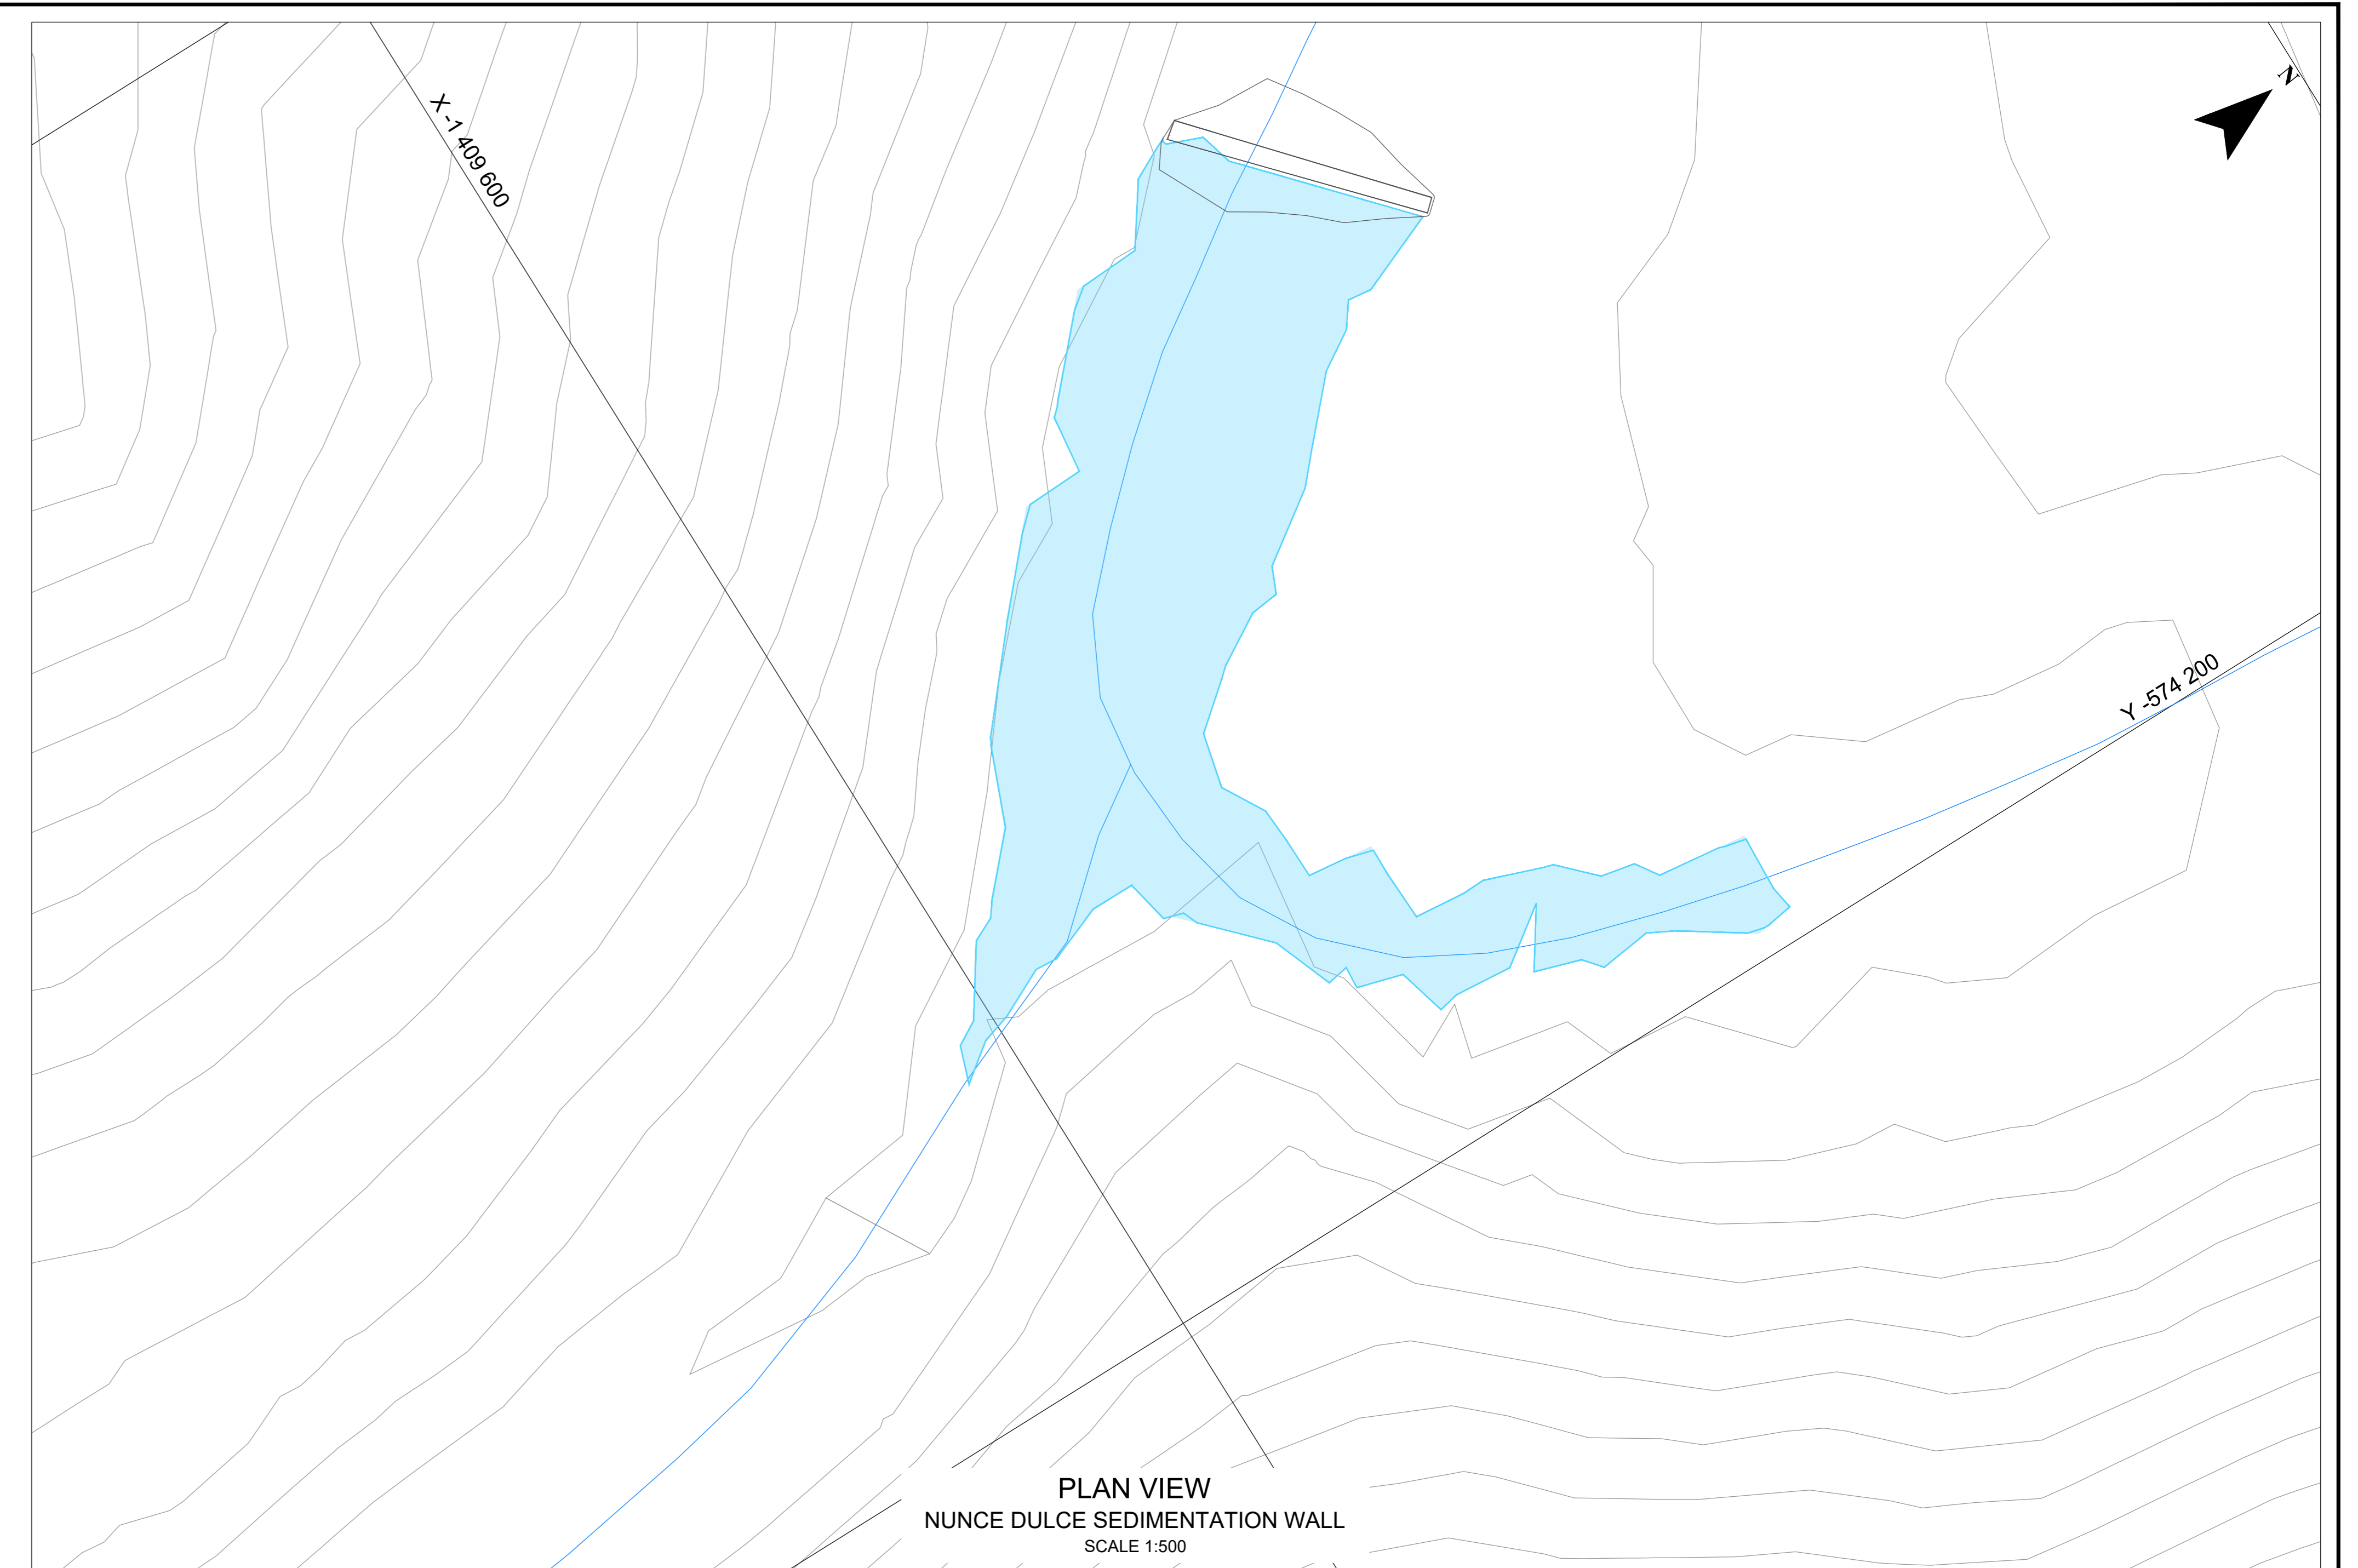 N
X -1 409 600
Y -574 200
PLAN VIEW
NUNCE DULCE SEDIMENTATION WALL
SCALE 1:500